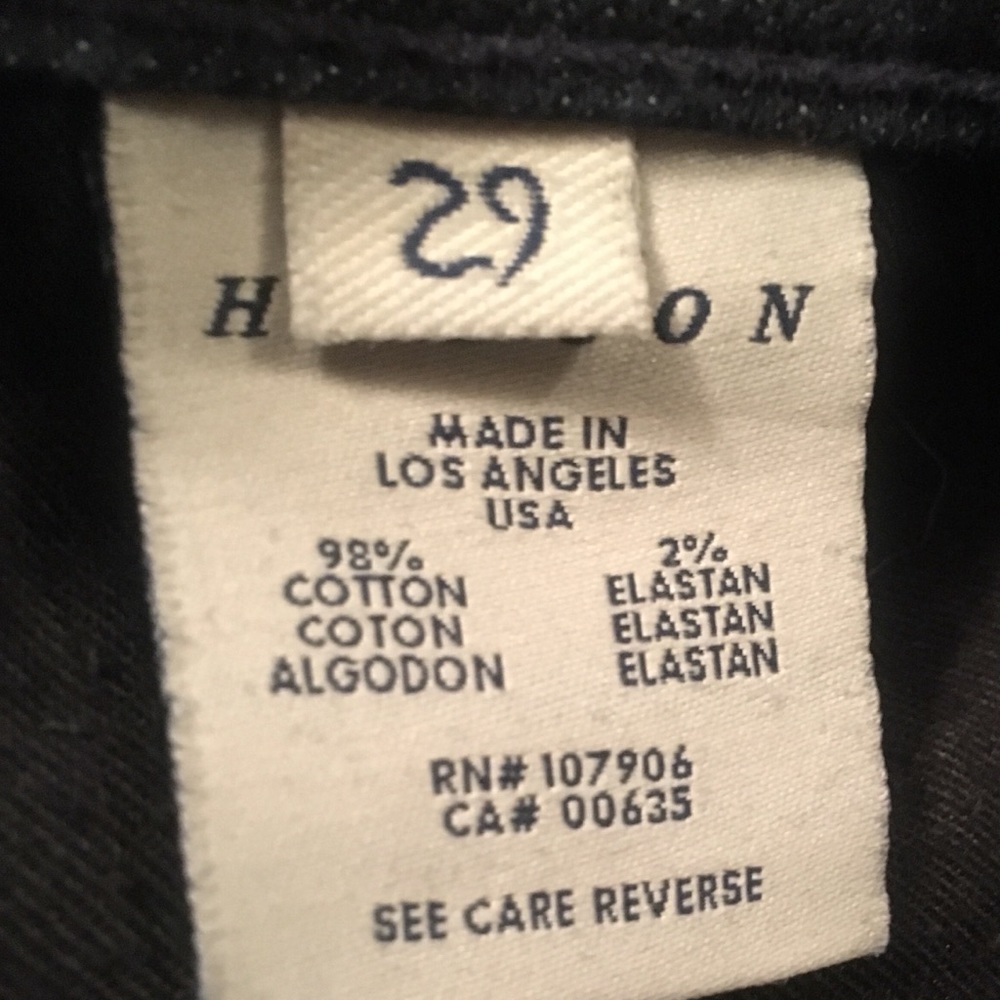 29
H ON
MADE IN
LOS ANGELES
USA
98% 2%
COTTON ELASTAN
COTON ELASTAN
ALGODON ELASTAN
RN# 107906
CA# 00635
SEE CARE REVERSE